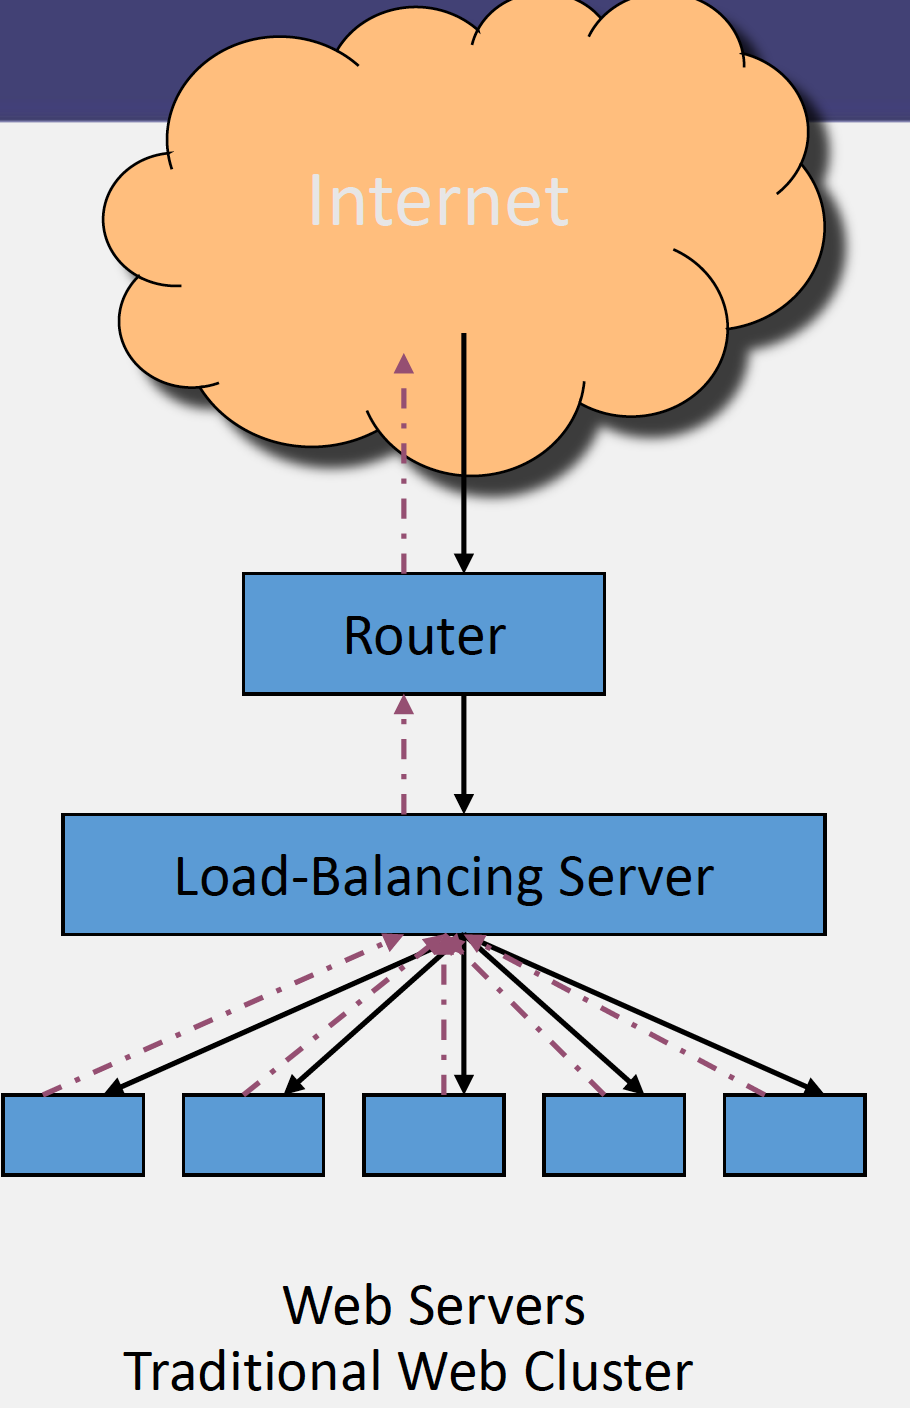 Internet
Router
Load-Balancing Server
Web Servers
Traditional Web Cluster